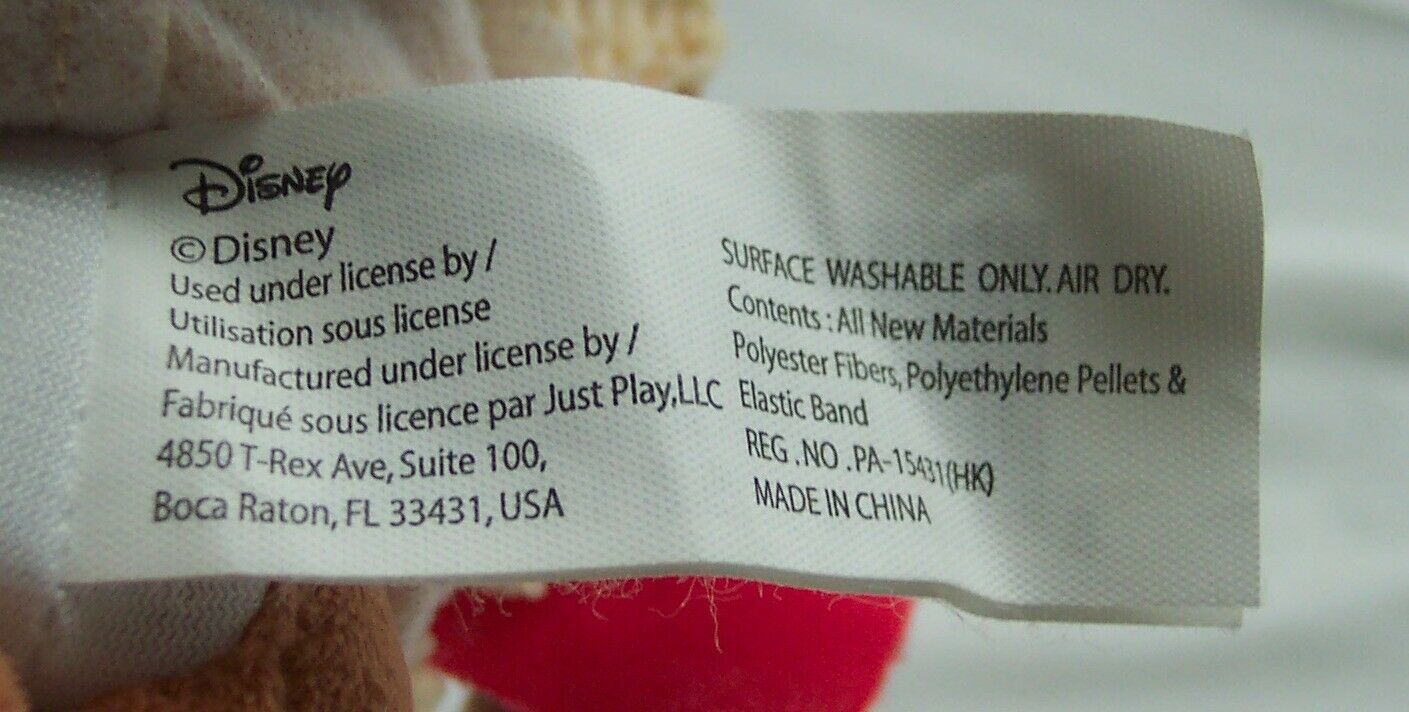 Disney
©Disney
Used under license by /
Utilisation sous license
Manufactured under license by /
Fabriqué sous licence par Just Play,LLC
4850 T-Rex Ave, Suite 100,
Boca Raton, FL 33431, USA
SURFACE WASHABLE ONLY. AIR DRY.
Contents : All New Materials
Polyester Fibers, Polyethylene Pellets &
Elastic Band
REG .NO .PA-15431(HK)
MADE IN CHINA